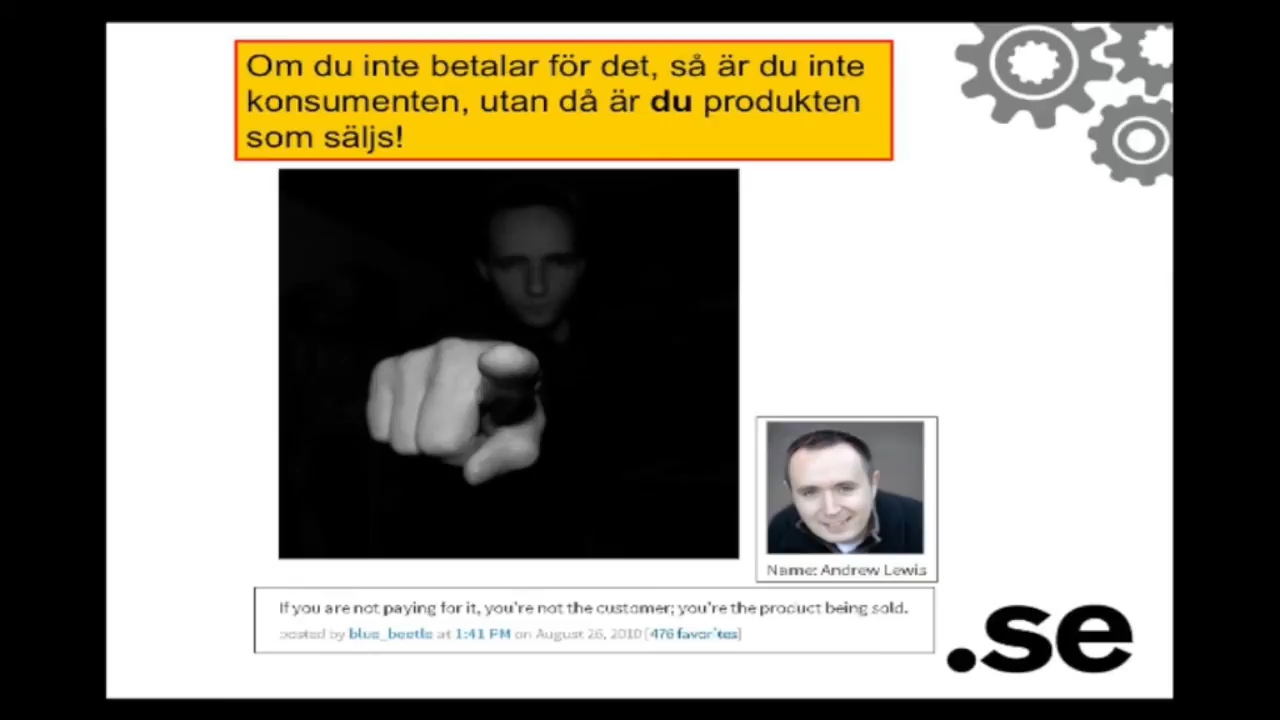 Om du inte betalar för det, så är du inte
konsumenten, utan då är du produkten
som säljs!
Name: Andrew Lewis
If you are not paying for it, you're not the customer; you're the product being sold.
posted by blue_beetle at 1:41 PM on August 26, 2010 [476 favorites]
.se